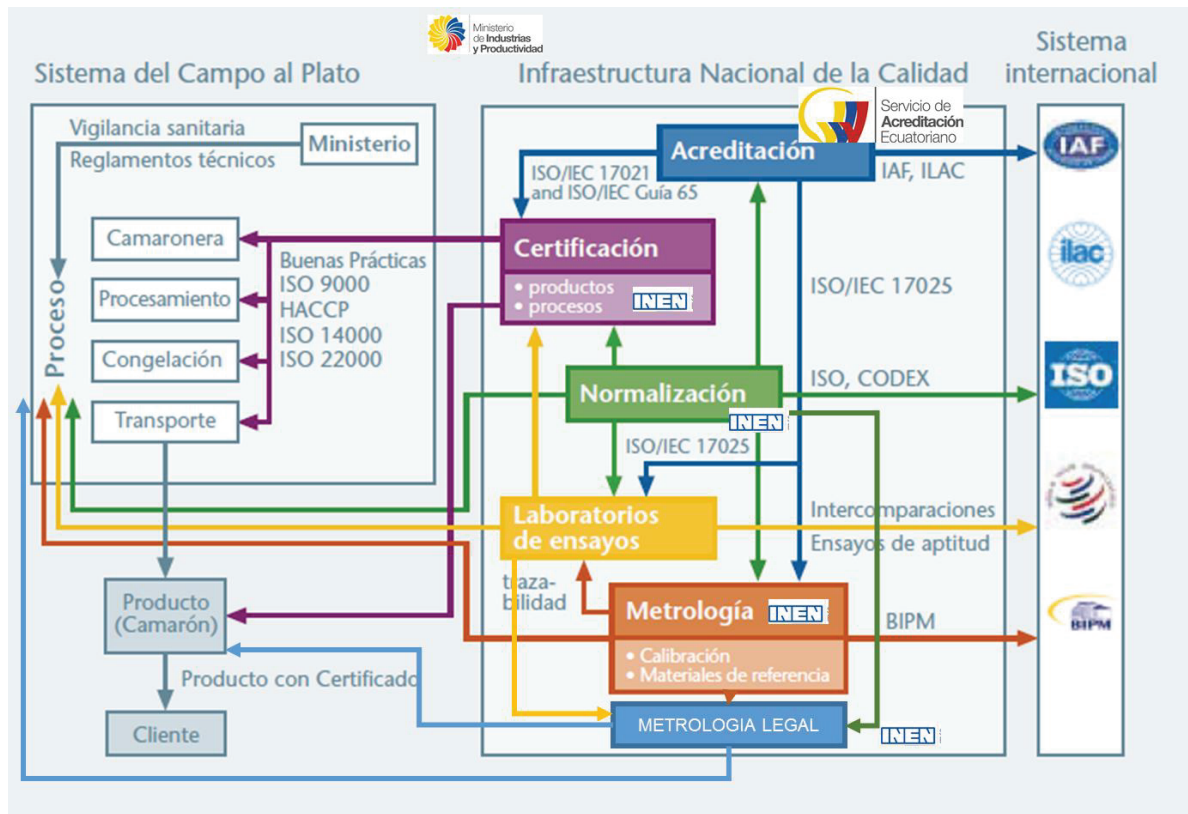 Ministerio
de Industrias
y Productividad
Sistema del Campo al Plato
Infraestructura Nacional de la Calidad
Sistema
internacional
Vigilancia sanitaria
Reglamentos técnicos
Ministerio
Proceso
Camaronera
Procesamiento
Congelación
Transporte
Buenas Prácticas
ISO 9000
HACCP
ISO 14000
ISO 22000
Producto
(Camarón)
Producto con Certificado
Cliente
Servicio de
Acreditación
Ecuatoriano
Acreditación
ISO/IEC 17021
and ISO/IEC Guía 65
IAF, ILAC
Certificación
• productos
• procesos
INEN
ISO/IEC 17025
Normalización
INEN
ISO, CODEX
ISO/IEC 17025
Laboratorios
de ensayos
Intercomparaciones
Ensayos de aptitud
traza-
bilidad
Metrología
INEN
• Calibración
• Materiales de referencia
BIPM
METROLOGIA LEGAL
INEN
IAF
ilac
ISO
BIPM